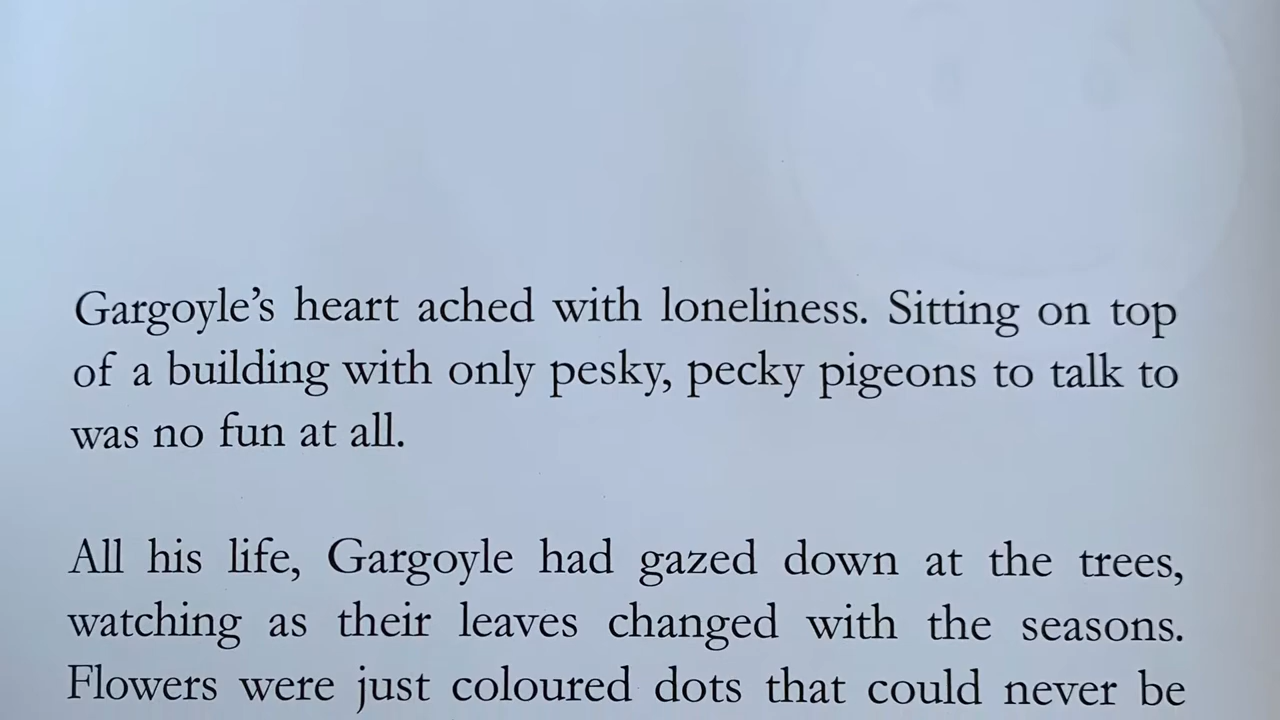 Gargoyle’s heart ached with loneliness. Sitting on top
of a building with only pesky, pecky pigeons to talk to
was no fun at all.
All his life, Gargoyle had gazed down at the trees,
watching as their leaves changed with the seasons.
Flowers were just coloured dots that could never be